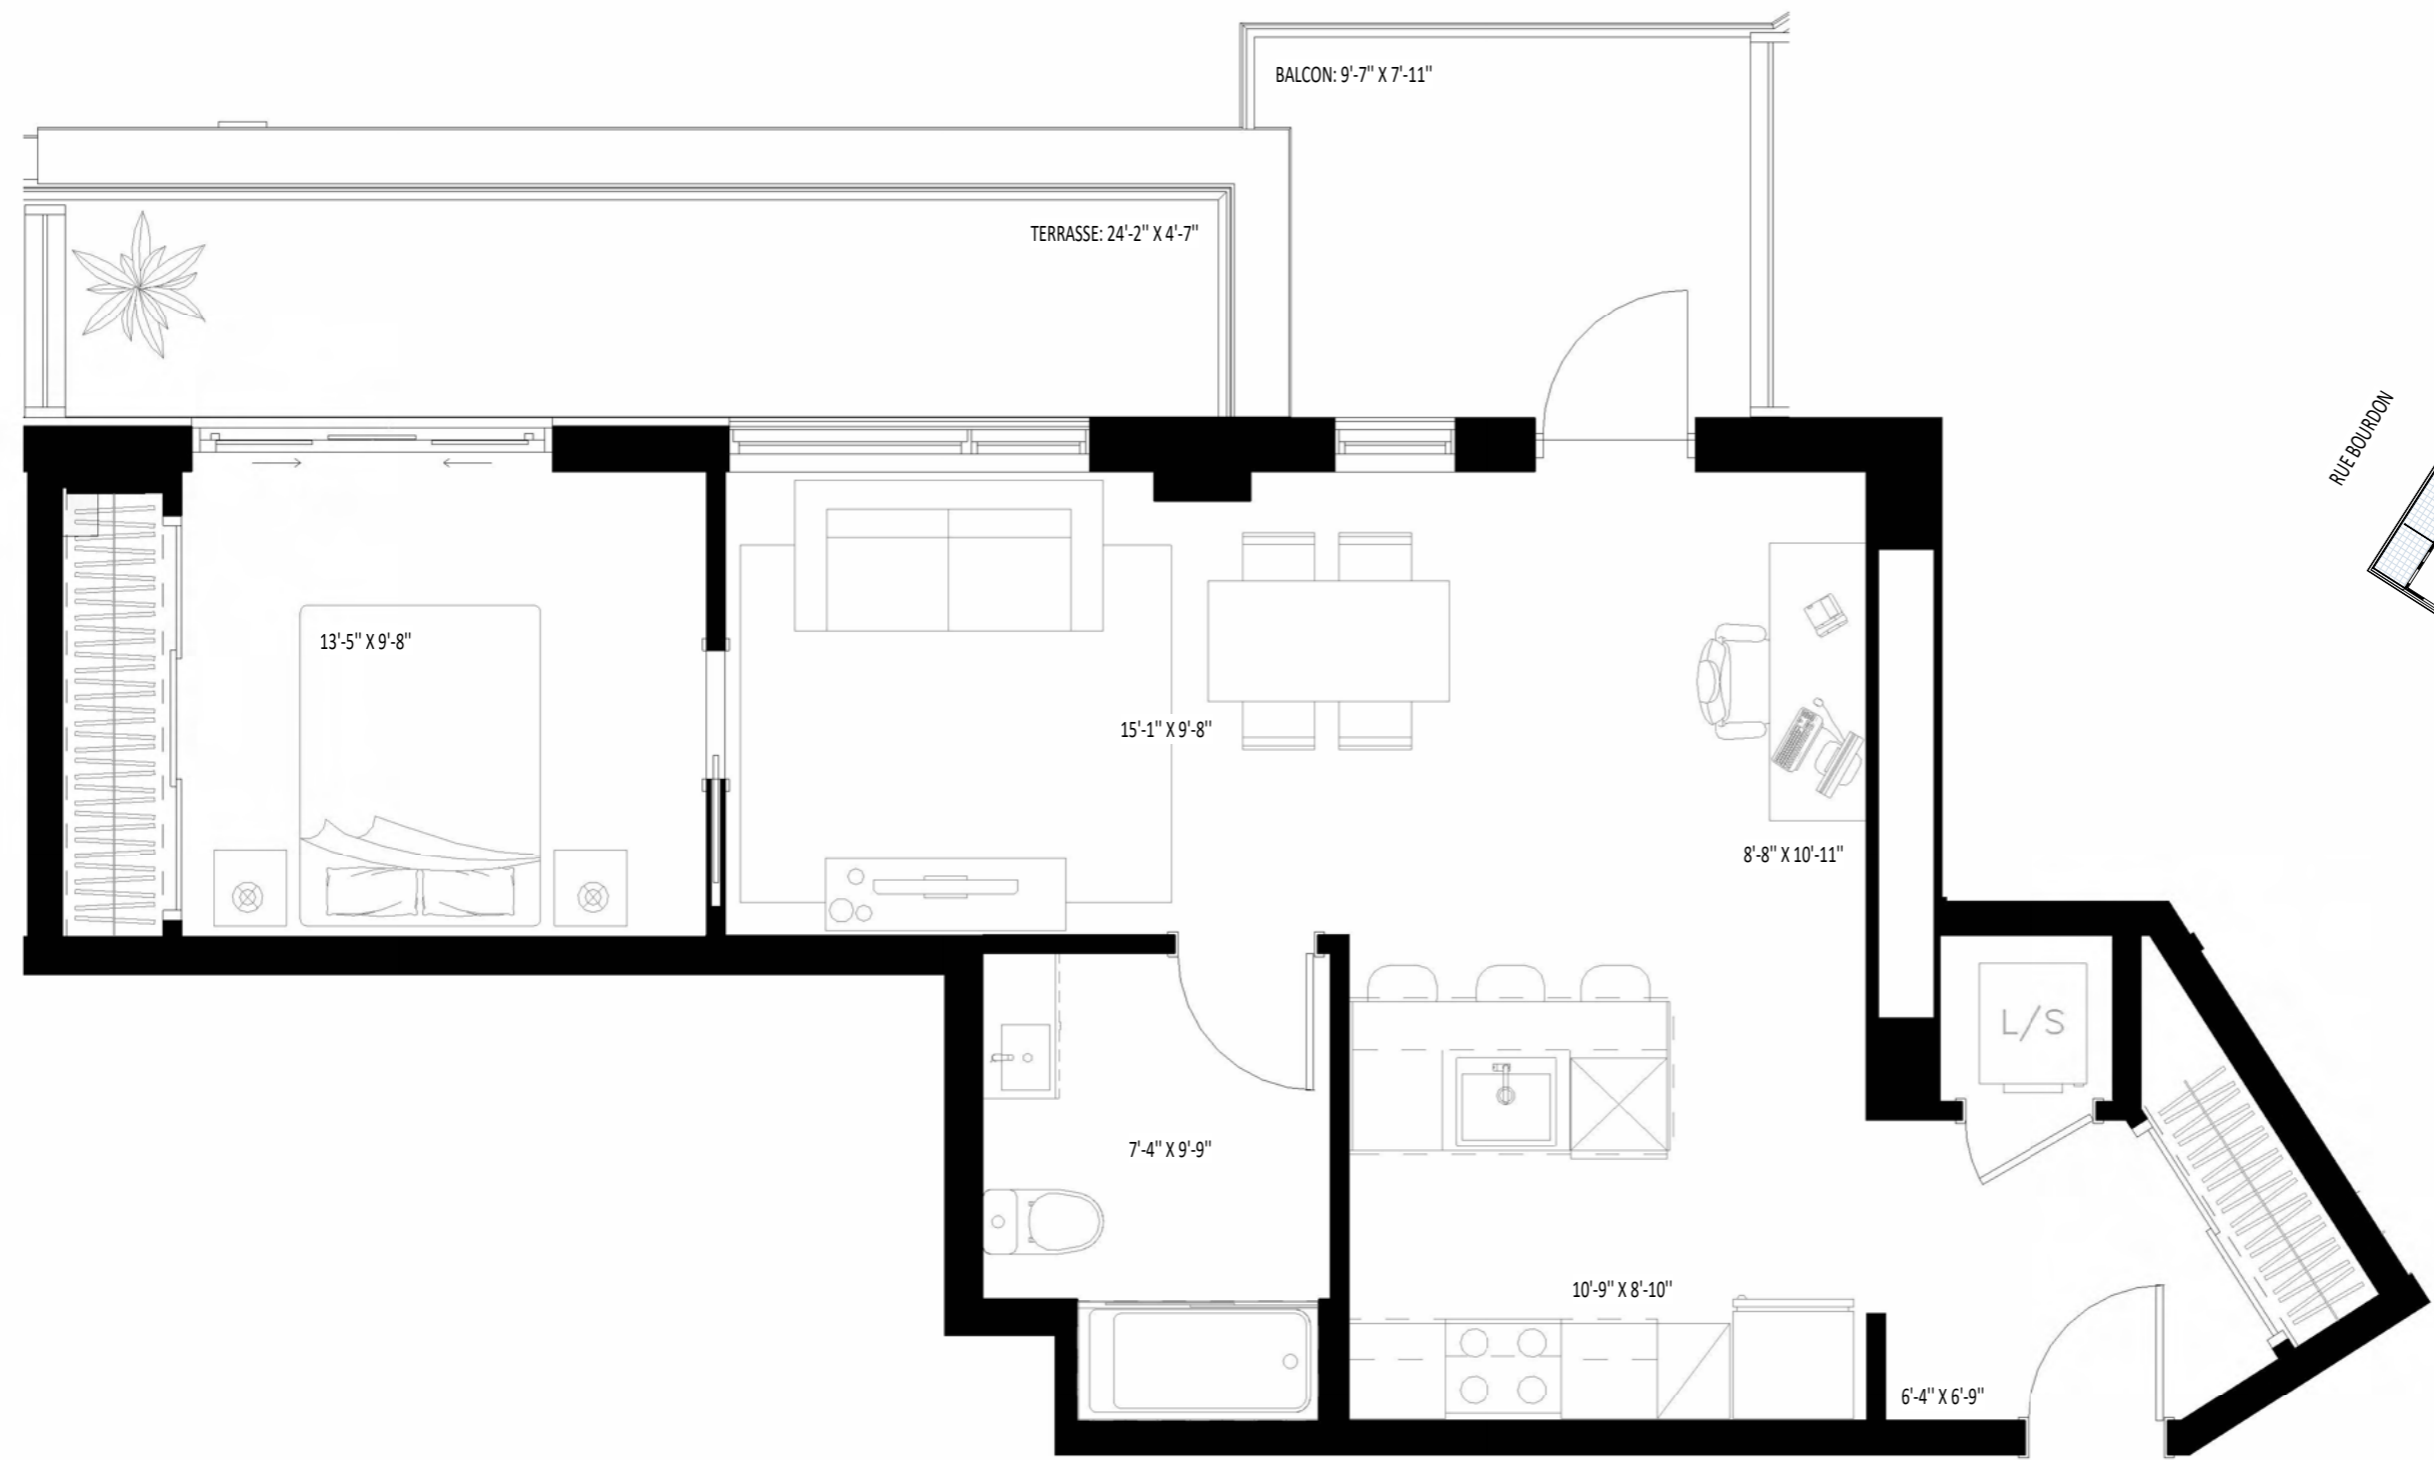 BALCON: 9'-7" X 7'-11"
TERRASSE: 24'-2" X 4'-7"
RUE BOURDON
13'-5" X 9'-8"
15'-1" X 9'-8"
8'-8" X 10'-11"
L/S
7'-4" X 9'-9"
10'-9" X 8'-10"
6'-4" X 6'-9"